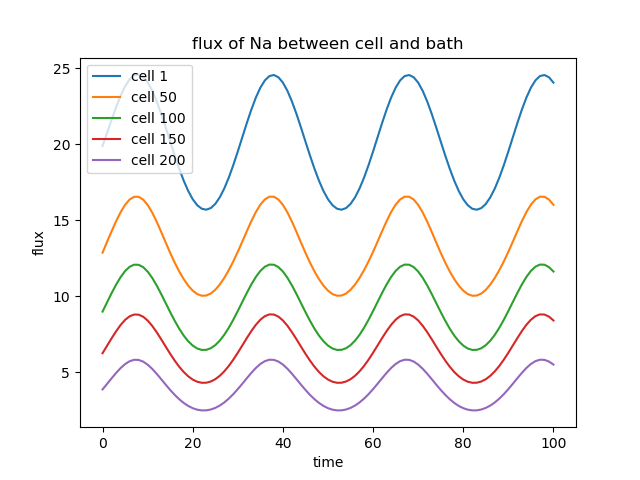 flux of Na between cell and bath
cell 1
cell 50
cell 100
cell 150
cell 200
25
20
15
10
5
flux
0 20 40 60 80 100
time